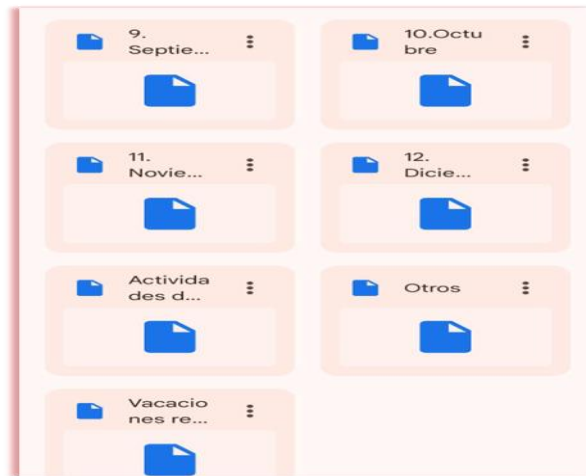 9.
Septie...
10.Octu
bre
11.
Novie...
12.
Dicie...
Activida
des d...
Otros
Vacacio
nes re...